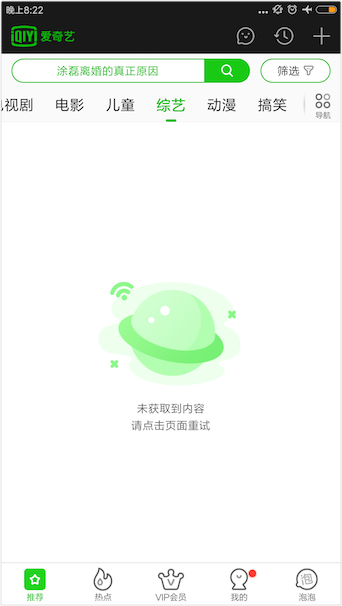 晚上8:22
QIY 爱奇艺
涂磊离婚的真正原因
筛选
视剧 电影 儿童 综艺 动漫 搞笑 导航
未获取到内容
请点击页面重试
推荐 热点 VIP会员 我的 泡泡